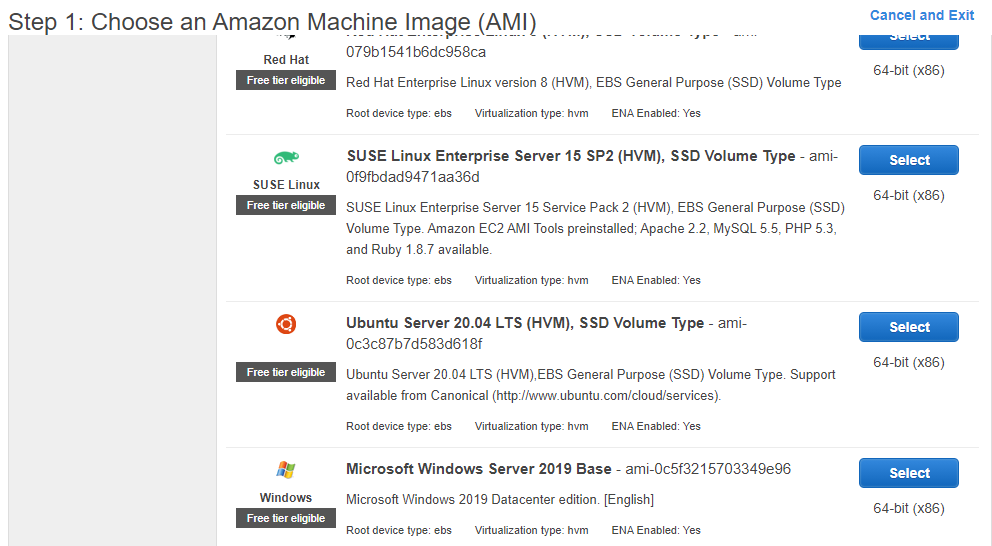 Step 1: Choose an Amazon Machine Image (AMI)
Cancel and Exit
Red Hat
Free tier eligible
Red Hat Enterprise Linux 8 (HVM), SSD Volume Type - ami-
079b1541b6dc958ca
Red Hat Enterprise Linux version 8 (HVM), EBS General Purpose (SSD) Volume Type
Root device type: ebs Virtualization type: hvm ENA Enabled: Yes
Select
64-bit (x86)
SUSE Linux
Free tier eligible
SUSE Linux Enterprise Server 15 SP2 (HVM), SSD Volume Type - ami-
0f9fbdad9471aa36d
SUSE Linux Enterprise Server 15 Service Pack 2 (HVM), EBS General Purpose (SSD)
Volume Type. Amazon EC2 AMI Tools preinstalled; Apache 2.2, MySQL 5.5, PHP 5.3,
and Ruby 1.8.7 available.
Root device type: ebs Virtualization type: hvm ENA Enabled: Yes
Select
64-bit (x86)
Free tier eligible
Ubuntu Server 20.04 LTS (HVM), SSD Volume Type - ami-
0c3c87b7d583d618f
Ubuntu Server 20.04 LTS (HVM),EBS General Purpose (SSD) Volume Type. Support
available from Canonical (http://www.ubuntu.com/cloud/services).
Root device type: ebs Virtualization type: hvm ENA Enabled: Yes
Select
64-bit (x86)
Windows
Free tier eligible
Microsoft Windows Server 2019 Base - ami-0c5f3215703349e96
Microsoft Windows 2019 Datacenter edition. [English]
Root device type: ebs Virtualization type: hvm ENA Enabled: Yes
Select
64-bit (x86)